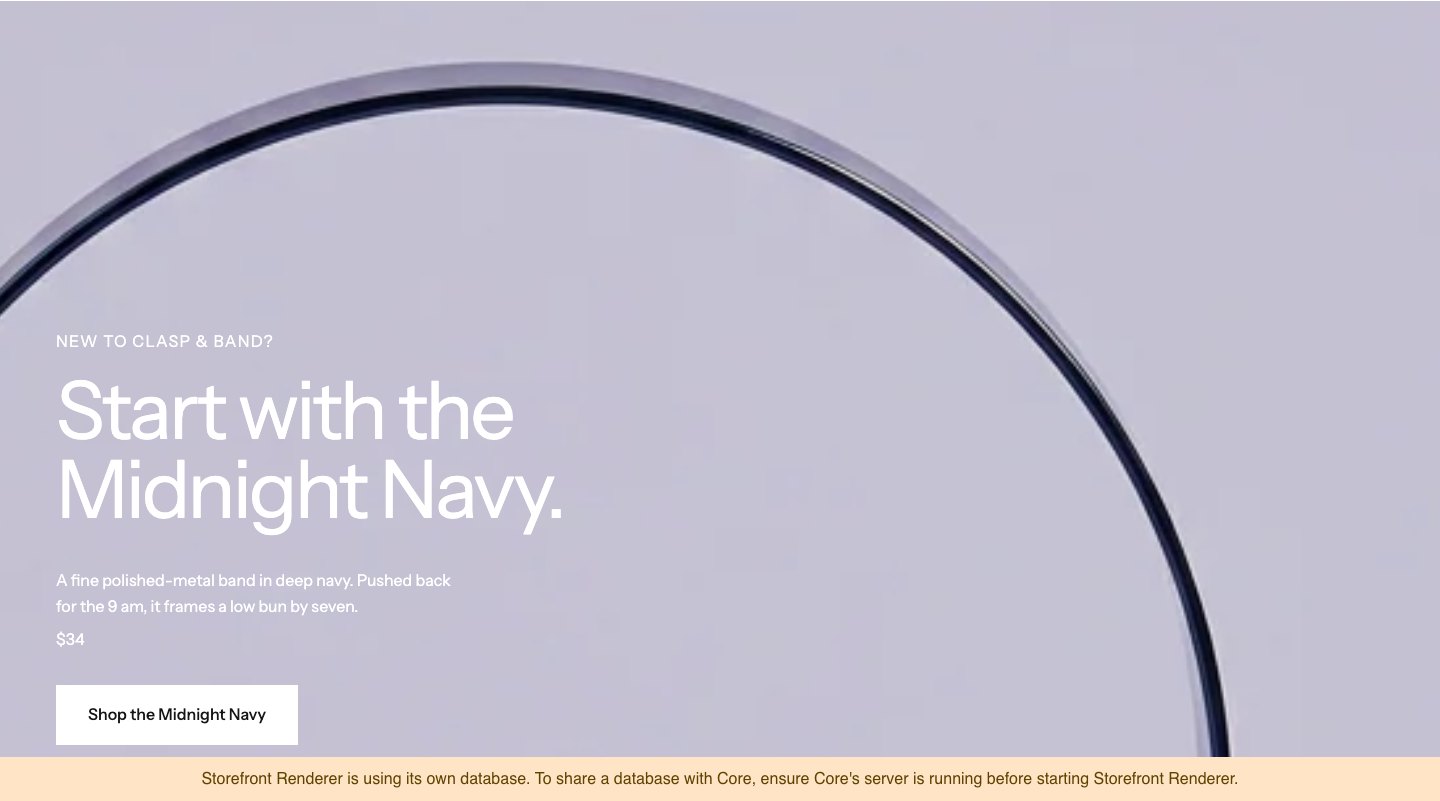 NEW TO CLASP & BAND?
Start with the
Midnight Navy.
A fine polished-metal band in deep navy. Pushed back
for the 9 am, it frames a low bun by seven.
$34
Shop the Midnight Navy
Storefront Renderer is using its own database. To share a database with Core, ensure Core's server is running before starting Storefront Renderer.